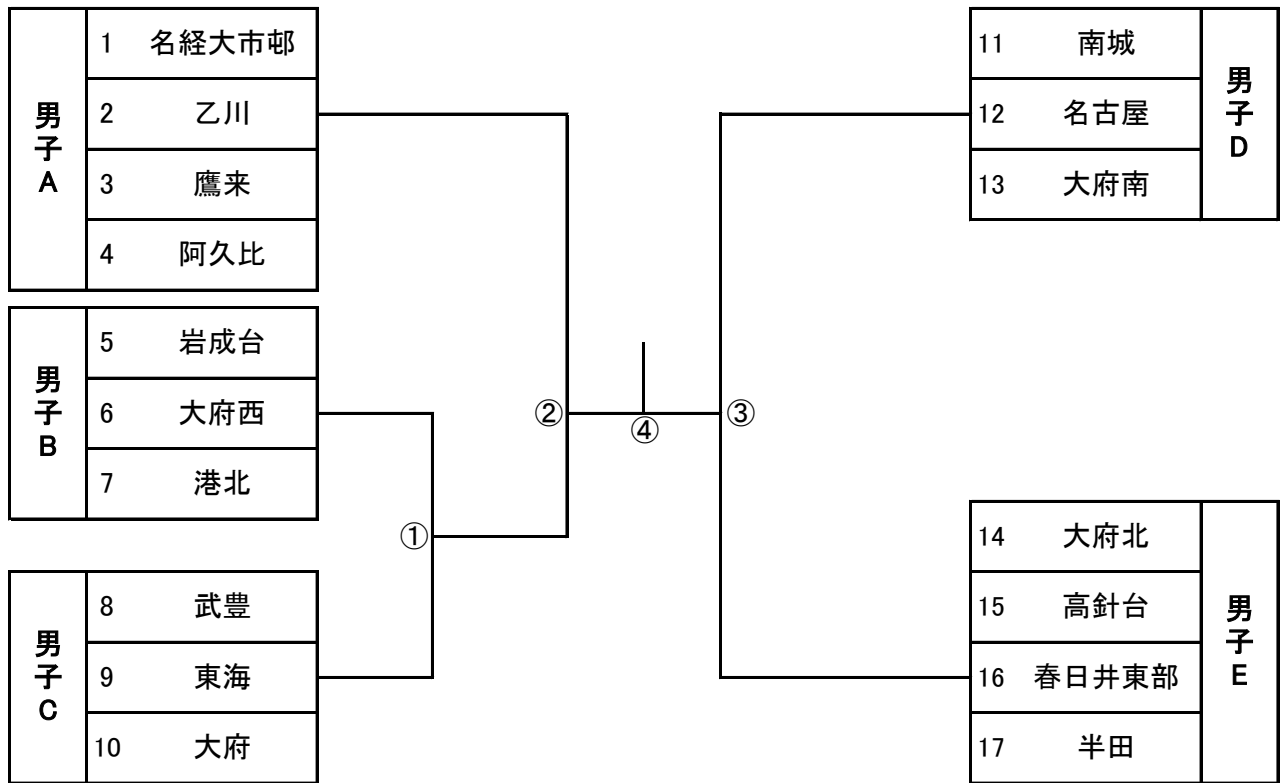 男子A
1 名経大市邨
2 乙川
3 鷹来
4 阿久比
男子B
5 岩成台
6 大府西
7 港北
男子C
8 武豊
9 東海
10 大府
①
②
④
③
11 南城
12 名古屋
13 大府南
男子D
14 大府北
15 高針台
16 春日井東部
17 半田
男子E